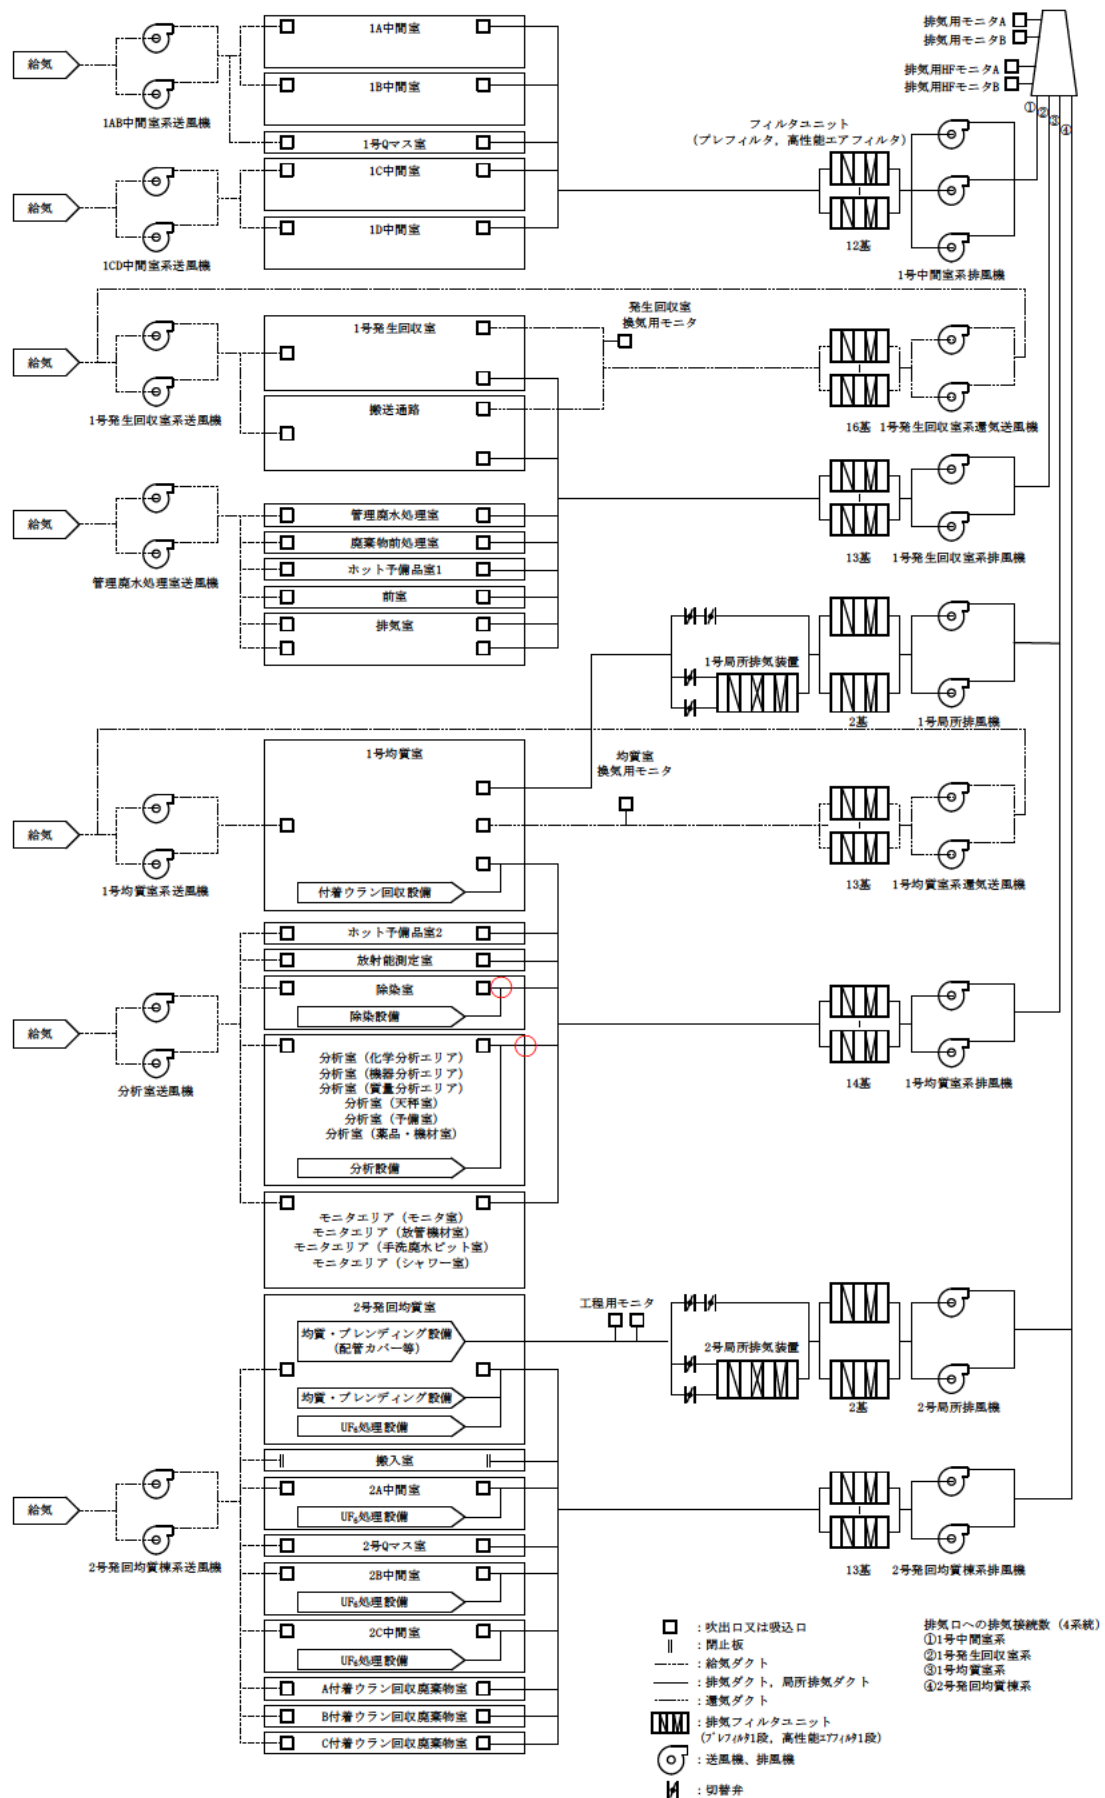 排気用モニタA
排気用モニタB
排気用HFモニタA
排気用HFモニタB
①
②
③
④
給気
1AB中間室系送風機
1A中間室
1B中間室
1号Qマス室
フィルタユニット
(プレフィルタ,高性能エアフィルタ)
給気
1CD中間室系送風機
1C中間室
1D中間室
12基
1号中間室系排風機
給気
1号発生回収室系送風機
1号発生回収室
搬送通路
発生回収室
換気用モニタ
16基
1号発生回収室系還気送風機
給気
管理廃水処理室送風機
管理廃水処理室
廃棄物前処理室
ホット予備品室1
前室
排気室
13基
1号発生回収室系排風機
1号局所排気装置
2基
1号局所排風機
給気
1号均質室系送風機
1号均質室
付着ウラン回収設備
均質室
換気用モニタ
13基
1号均質室系還気送風機
給気
分析室送風機
ホット予備品室2
放射能測定室
除染室
除染設備
分析室(化学分析エリア)
分析室(機器分析エリア)
分析室(質量分析エリア)
分析室(天秤室)
分析室(予備室)
分析室(薬品・機材室)
分析設備
14基
1号均質室系排風機
モニタエリア(モニタ室)
モニタエリア(放管機材室)
モニタエリア(手洗廃水ピット室)
モニタエリア(シャワー室)
2号発回均質室
均質・ブレンディング設備
(配管カバー等)
均質・ブレンディング設備
UF₆処理設備
工程用モニタ
2号局所排気装置
2基
2号局所排風機
給気
2号発回均質棟系送風機
搬入室
2A中間室
UF₆処理設備
2号Qマス室
2B中間室
UF₆処理設備
2C中間室
UF₆処理設備
A付着ウラン回収廃棄物室
B付着ウラン回収廃棄物室
C付着ウラン回収廃棄物室
13基
2号発回均質棟系排風機
:吹出口又は吸込口
:閉止板
:給気ダクト
:排気ダクト,局所排気ダクト
:還気ダクト
:排気フィルタユニット
(プレフィルタ1段,高性能エアフィルタ1段)
:送風機、排風機
:切替弁
排気口への排気接続数(4系統)
①1号中間室系
②1号発生回収室系
③1号均質室系
④2号発回均質棟系